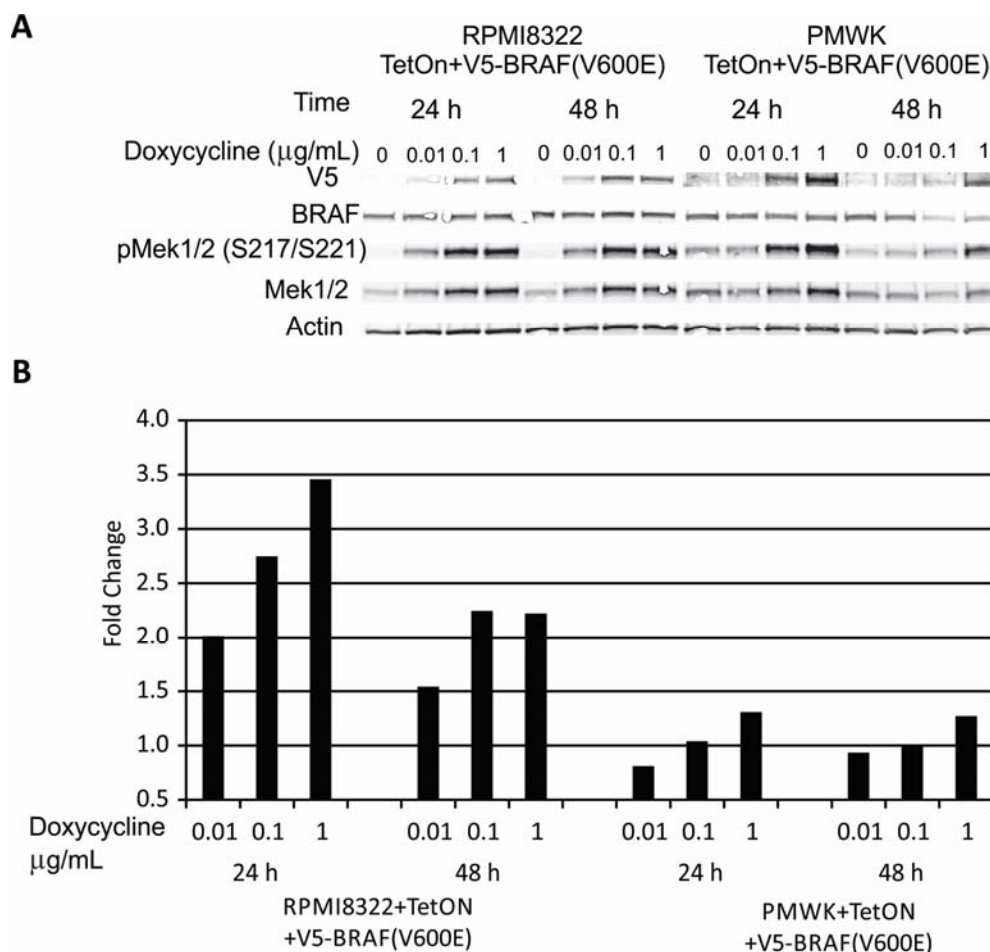 A
RPMI8322 PMWK
TetOn+V5-BRAF(V600E) TetOn+V5-BRAF(V600E)
Time 24 h 48 h 24 h 48 h
Doxycycline (μg/mL) 0 0.01 0.1 1 0 0.01 0.1 1 0 0.01 0.1 1 0 0.01 0.1 1
V5
BRAF
pMek1/2 (S217/S221)
Mek1/2
Actin
B
4.0
3.5
3.0
2.5
2.0
1.5
1.0
0.5
Fold Change
Doxycycline 0.01 0.1 1 0.01 0.1 1 0.01 0.1 1 0.01 0.1 1
μg/mL 24 h 48 h 24 h 48 h
RPMI8322+TetON PMWK+TetON
+V5-BRAF(V600E) +V5-BRAF(V600E)